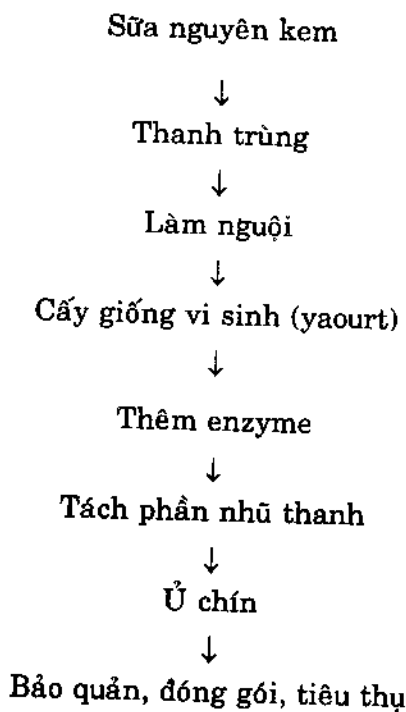 Sữa nguyên kem
↓
Thanh trùng
↓
Làm nguội
↓
Cấy giống vi sinh (yaourt)
↓
Thêm enzyme
↓
Tách phần nhũ thanh
↓
Ủ chín
↓
Bảo quản, đóng gói, tiêu thụ